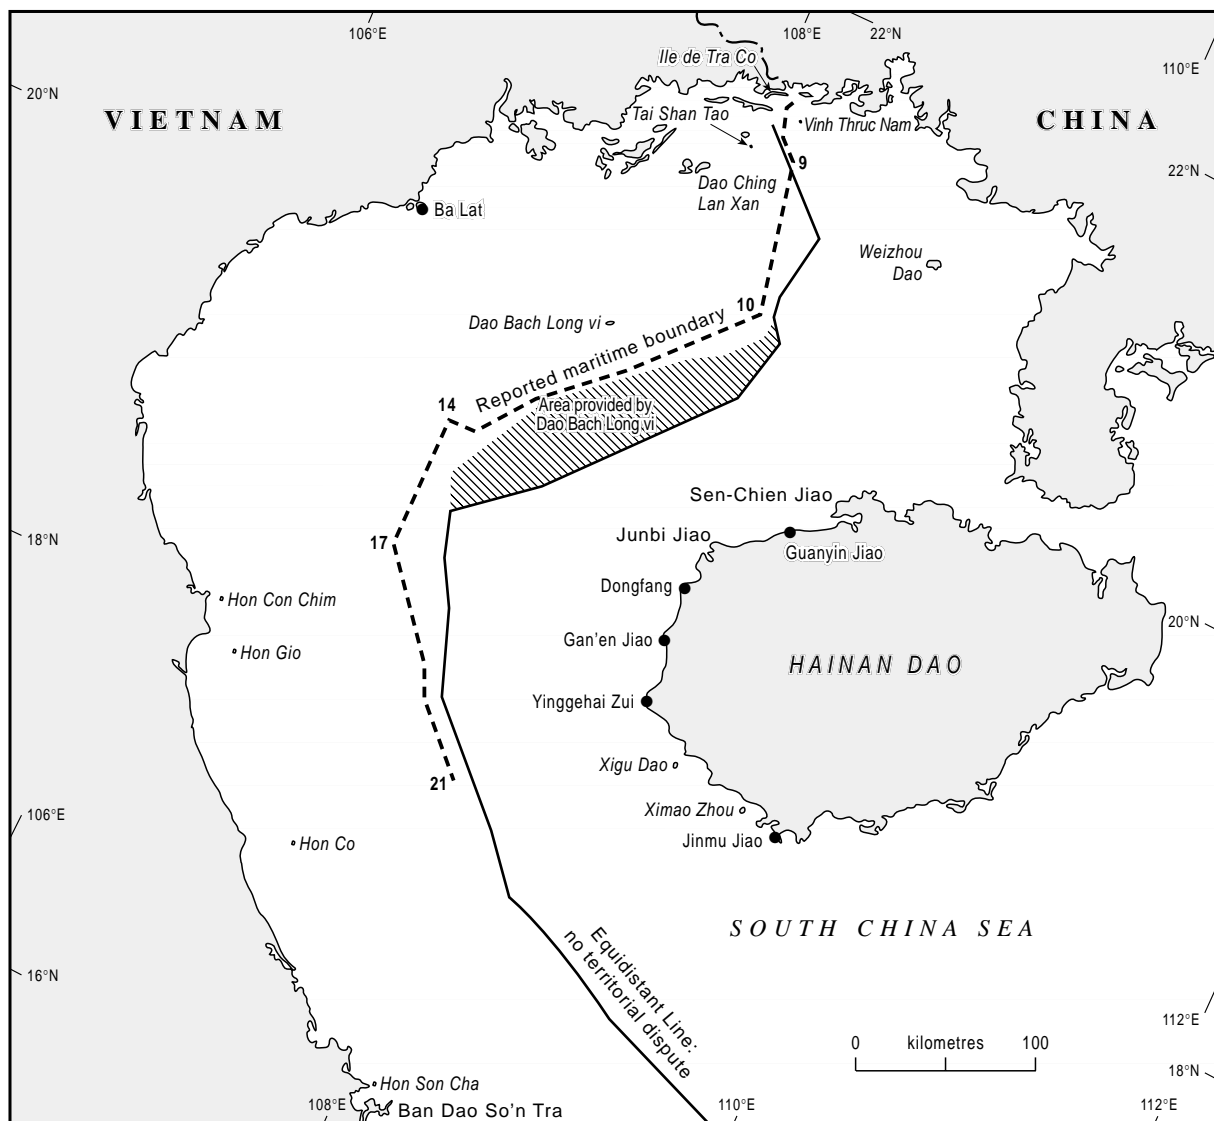 106°E
108°E
22°N
110°E
Ile de Tra Co
20°N
VIETNAM
Tai Shan Tao
Vinh Thruc Nam
CHINA
9
22°N
Dao Ching
Lan Xan
Ba Lat
Weizhou
Dao
10
Dao Bach Long vi
Reported maritime boundary
14
Area provided by
Dao Bach Long vi
Sen-Chien Jiao
17
18°N
Junbi Jiao
Guanyin Jiao
Dongfang
Hon Con Chim
20°N
Gan'en Jiao
Hon Gio
HAINAN DAO
Yinggehai Zui
Xigu Dao
21
Ximao Zhou
106°E
Hon Co
Jinmu Jiao
SOUTH CHINA SEA
Equidistant Line:
no territorial dispute
16°N
112°E
0 kilometres 100
18°N
Hon Son Cha
Ban Dao So'n Tra
108°E
110°E
112°E